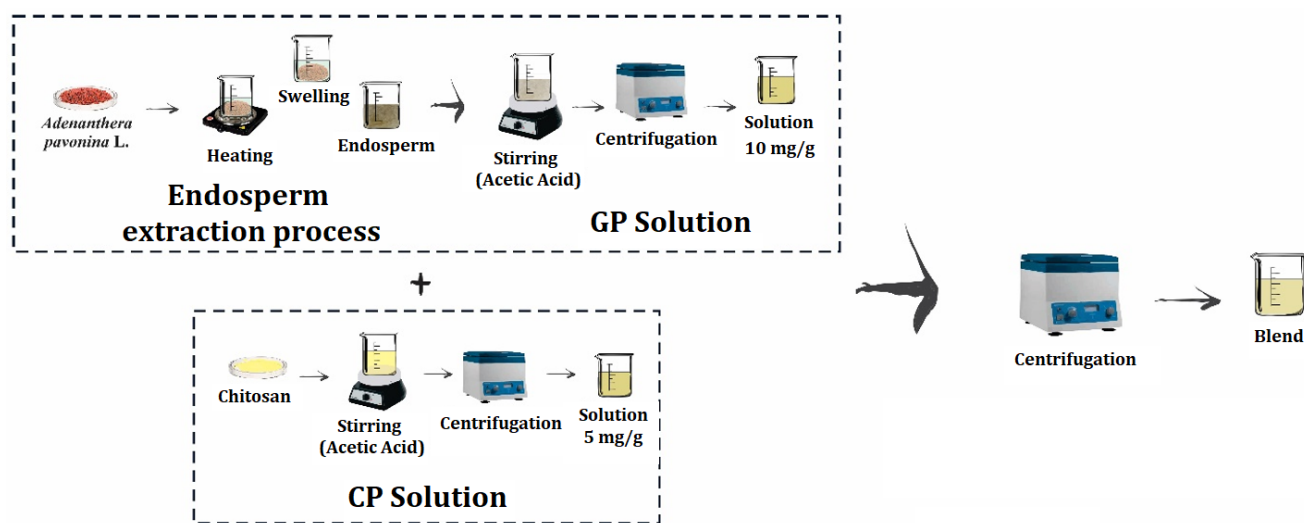 Adenanthera
pavonina L.
Heating
Swelling
Endosperm
Endosperm
extraction process
Stirring
(Acetic Acid)
Centrifugation
Solution
10 mg/g
GP Solution
+
Chitosan
Stirring
(Acetic Acid)
Centrifugation
Solution
5 mg/g
CP Solution
Centrifugation
Blend